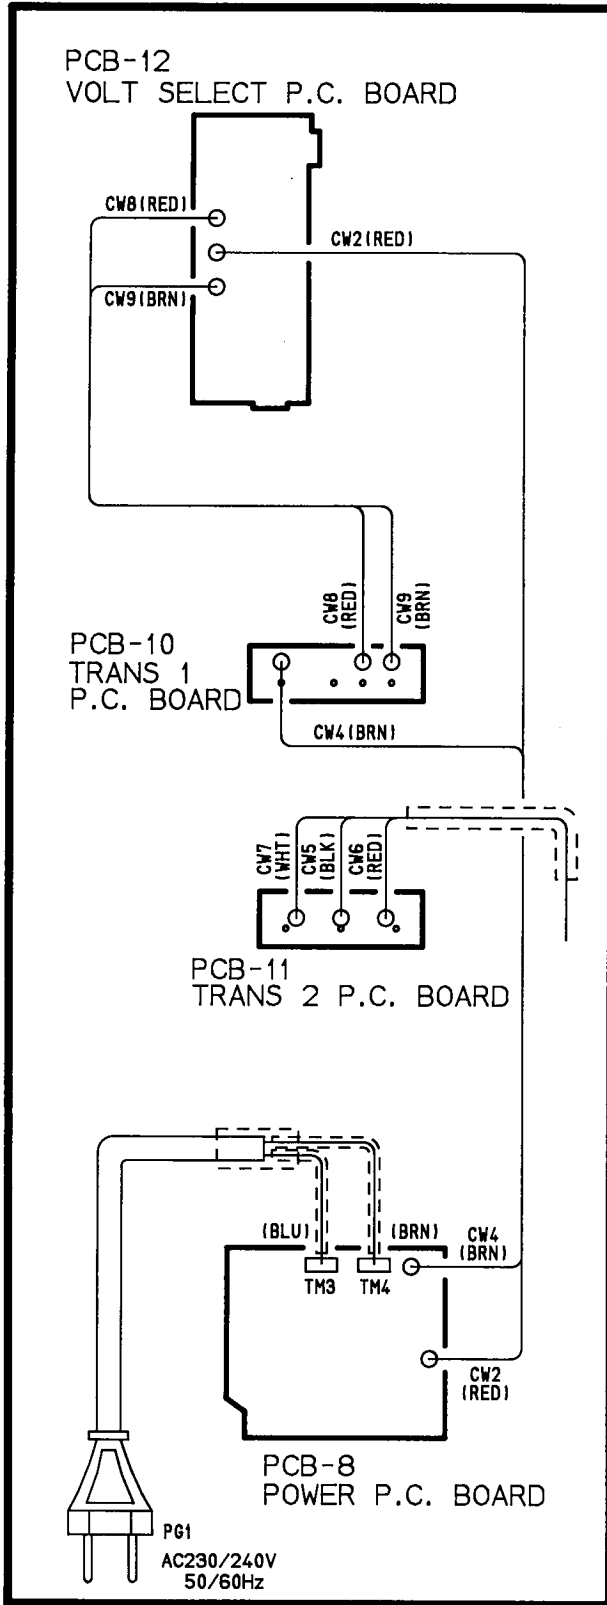 PCB-12
VOLT SELECT P.C. BOARD
CW8(RED)
CW2(RED)
CW9(BRN)
CW8
(RED)
CW9
(BRN)
PCB-10
TRANS 1
P.C. BOARD
CW4(BRN)
CW7
(WHT)
CW5
(BLK)
CW6
(RED)
PCB-11
TRANS 2 P.C. BOARD
(BLU)
(BRN)
CW4
(BRN)
TM3
TM4
CW2
(RED)
PCB-8
POWER P.C. BOARD
PG1
AC230/240V
50/60Hz